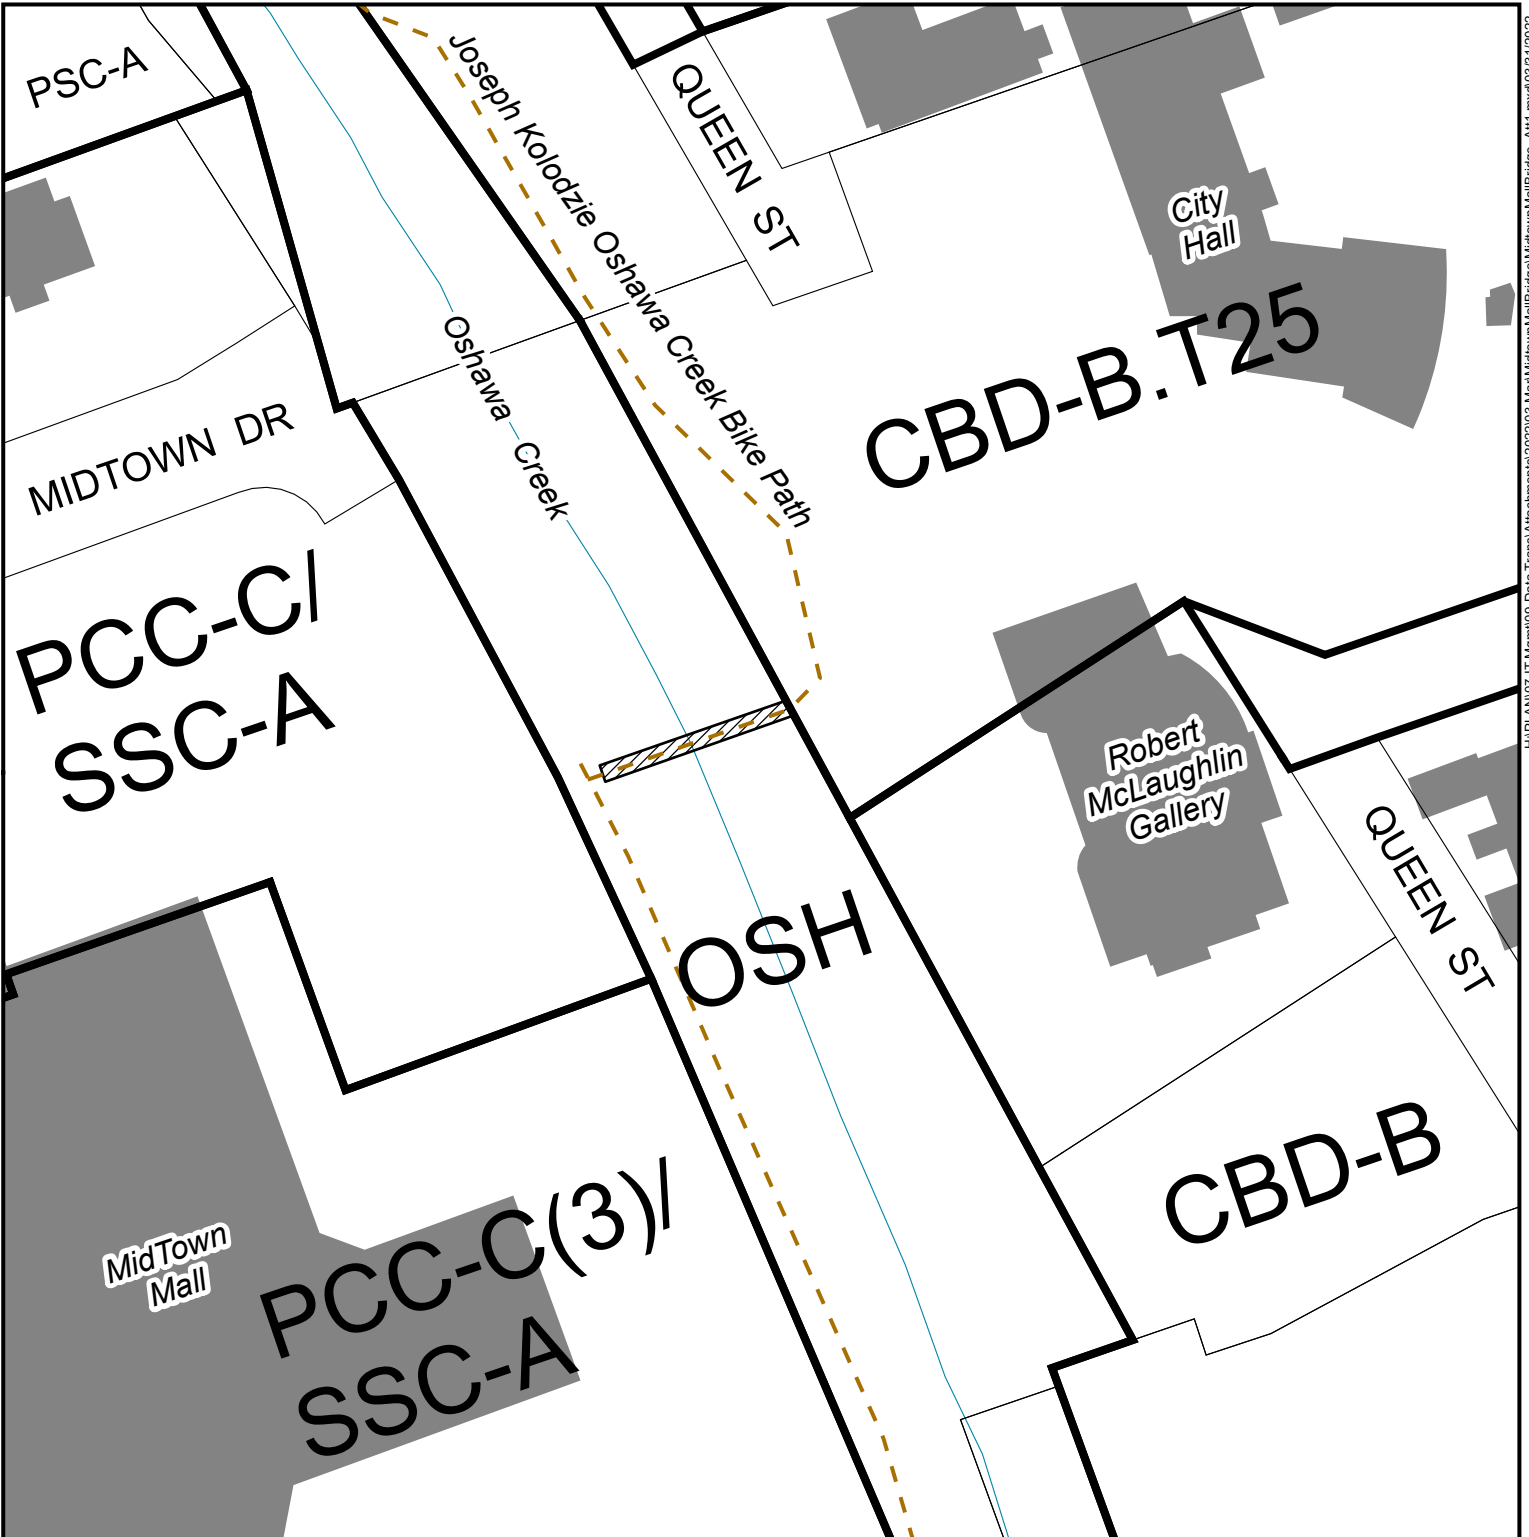 PSC-A
Joseph Kolodzie Oshawa Creek Bike Path
QUEEN ST
City
Hall
CBD-B.T25
Oshawa Creek
MIDTOWN DR
PCC-C/
SSC-A
Robert
McLaughlin
Gallery
QUEEN ST
OSH
CBD-B
MidTown
Mall
PCC-C(3)/
SSC-A